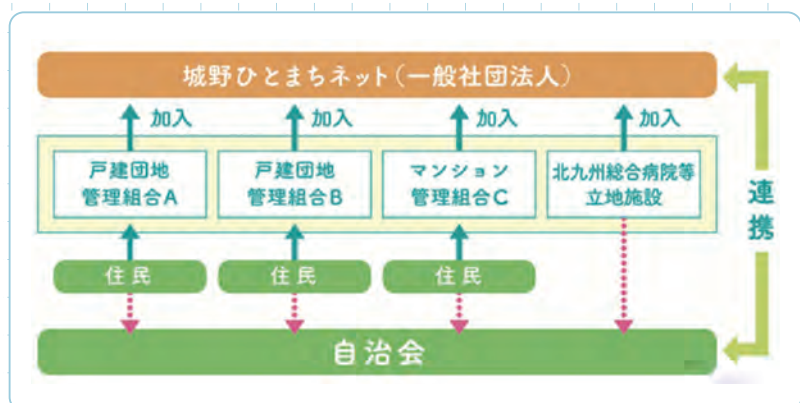 城野ひとまちネット(一般社団法人)
加入
加入
加入
加入
戸建団地
管理組合A
戸建団地
管理組合B
マンション
管理組合C
北九州総合病院等
立地施設
連携
住民
住民
住民
自治会